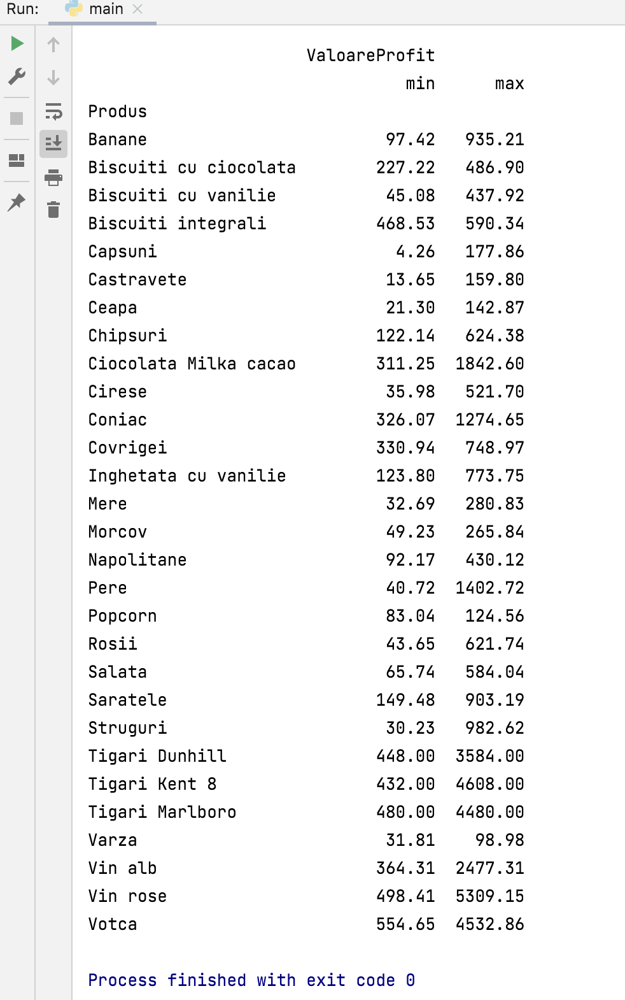 Run: main
ValoareProfit
min max
Produs
Banane 97.42 935.21
Biscuiti cu ciocolata 227.22 486.90
Biscuiti cu vanilie 45.08 437.92
Biscuiti integrali 468.53 590.34
Capsuni 4.26 177.86
Castravete 13.65 159.80
Ceapa 21.30 142.87
Chipsuri 122.14 624.38
Ciocolata Milka cacao 311.25 1842.60
Cirese 35.98 521.70
Coniac 326.07 1274.65
Covrigei 330.94 748.97
Inghetata cu vanilie 123.80 773.75
Mere 32.69 280.83
Morcov 49.23 265.84
Napolitane 92.17 430.12
Pere 40.72 1402.72
Popcorn 83.04 124.56
Rosii 43.65 621.74
Salata 65.74 584.04
Saratele 149.48 903.19
Struguri 30.23 982.62
Tigari Dunhill 448.00 3584.00
Tigari Kent 8 432.00 4608.00
Tigari Marlboro 480.00 4480.00
Varza 31.81 98.98
Vin alb 364.31 2477.31
Vin rose 498.41 5309.15
Votca 554.65 4532.86
Process finished with exit code 0